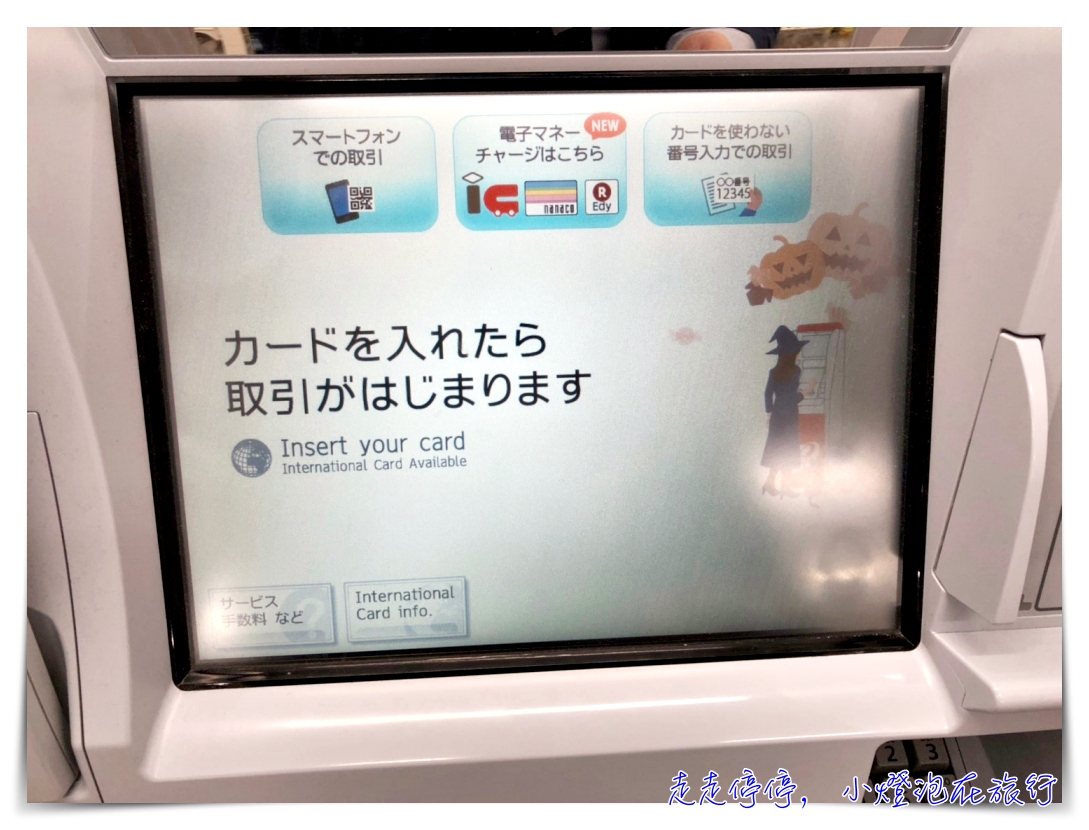 スマートフォン
での取引
電子マネー
NEW
チャージはこちら
nanaco
R
Edy
カードを使わない
番号入力での取引
〇〇番号
12345
カードを入れたら
取引がはじまります
Insert your card
International Card Available
サービス
手数料 など
International
Card info.
2
3
走走停停, 小燈泡在旅行